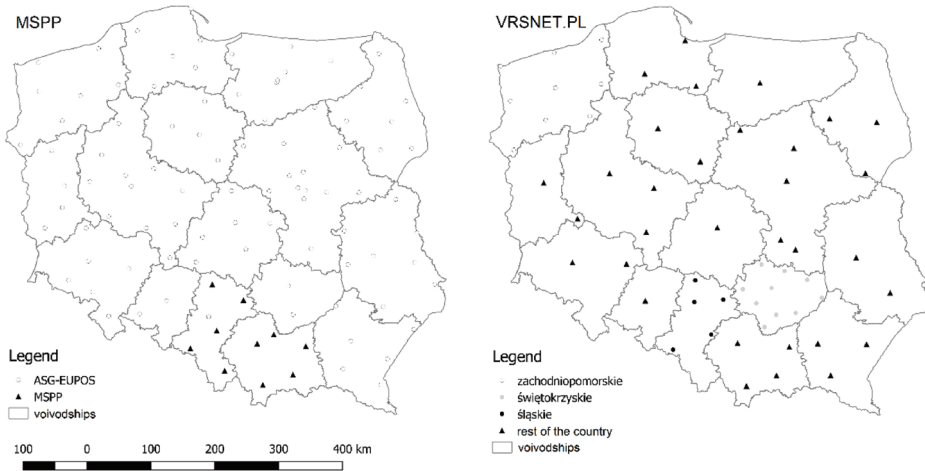 MSPP
VRSNET.PL
Legend
ASG-EUPOS
MSPP
voivodships
100 0 100 200 300 400 km
Legend
zachodniopomorskie
świętokrzyskie
śląskie
rest of the country
voivodships